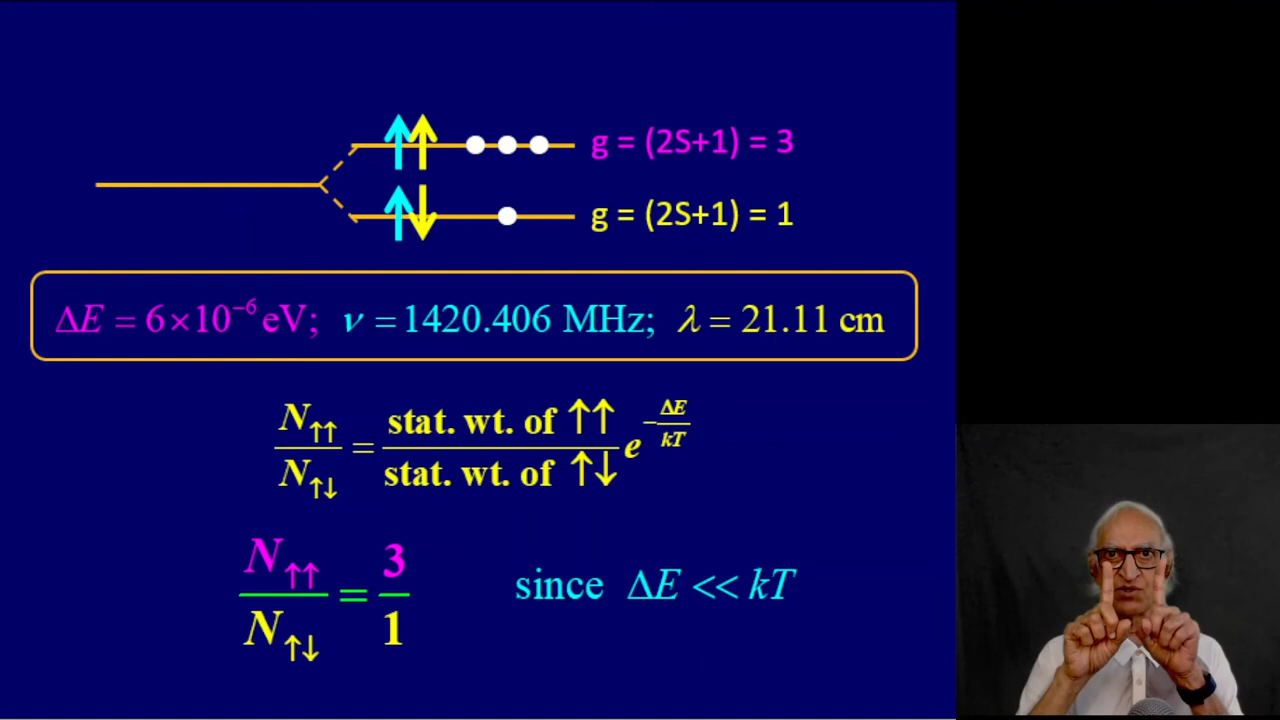 g = (2S+1) = 3
g = (2S+1) = 1
ΔE = 6×10⁻⁶ eV; ν = 1420.406 MHz; λ = 21.11 cm
N↑↑ / N↑↓ = stat. wt. of ↑↑ / stat. wt. of ↑↓ e^(−ΔE/kT)
N↑↑ / N↑↓ = 3 / 1 since ΔE << kT